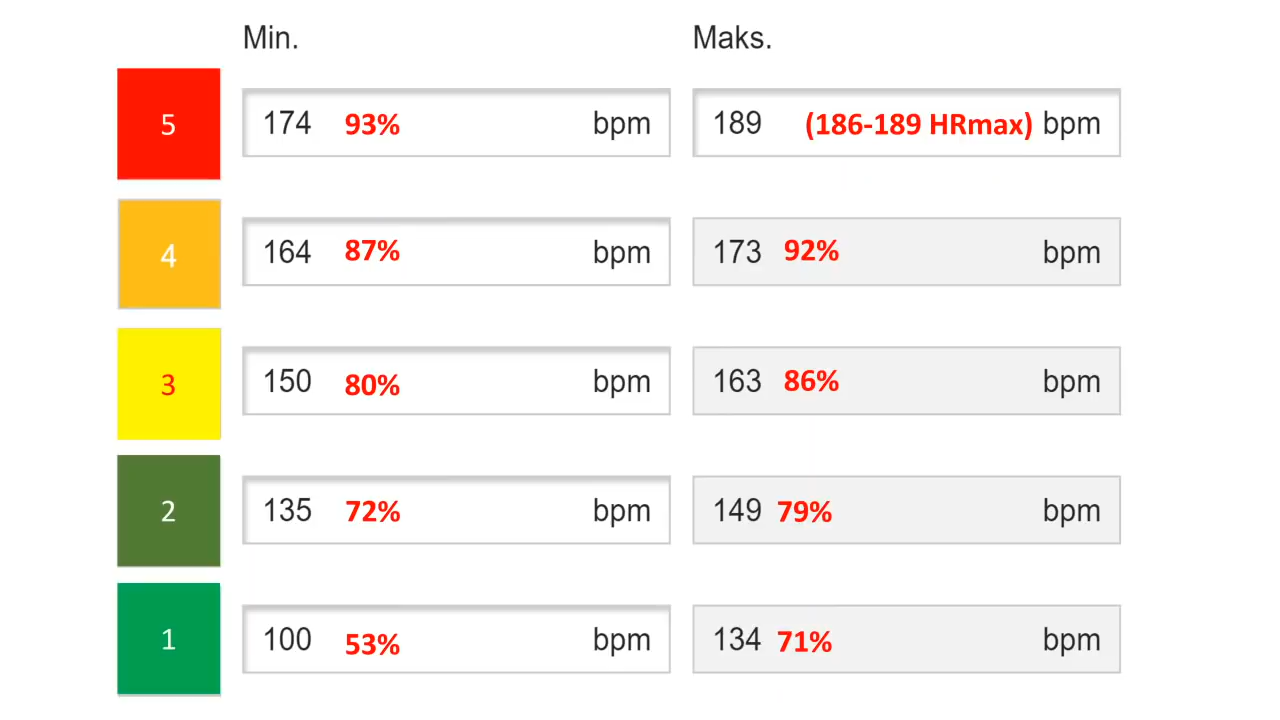 Min. Maks.
5 174 93% bpm 189 (186-189 HRmax) bpm
4 164 87% bpm 173 92% bpm
3 150 80% bpm 163 86% bpm
2 135 72% bpm 149 79% bpm
1 100 53% bpm 134 71% bpm